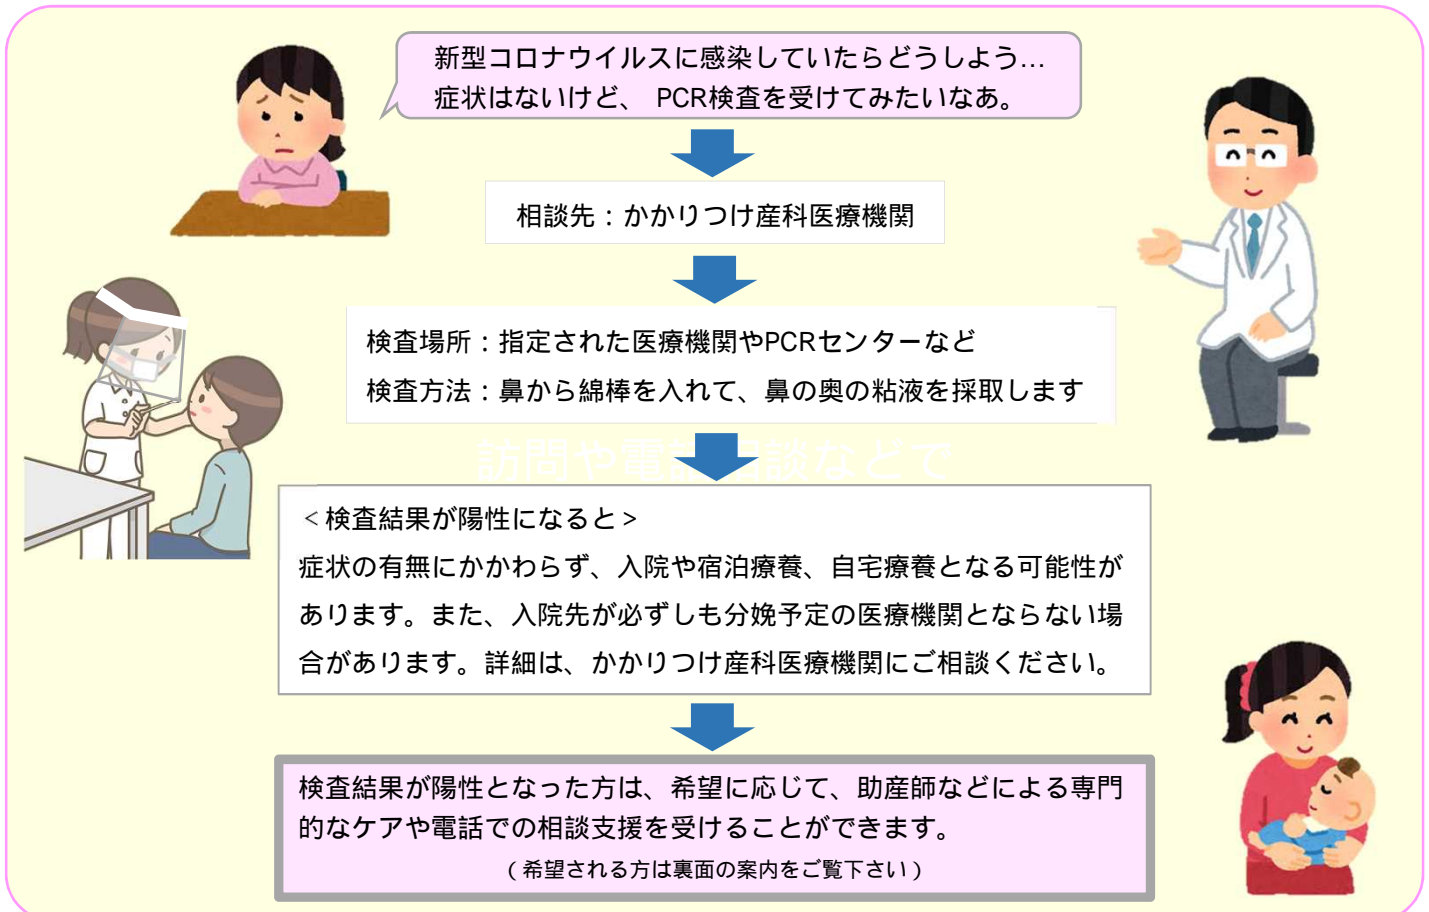 新型コロナウイルスに感染していたらどうしよう…
症状はないけど、 PCR検査を受けてみたいなあ。
相談先：かかりつけ産科医療機関
検査場所：指定された医療機関やPCRセンターなど
検査方法：鼻から綿棒を入れて、鼻の奥の粘液を採取します
訪問や電話相談などで
＜検査結果が陽性になると＞
症状の有無にかかわらず、入院や宿泊療養、自宅療養となる可能性が
あります。また、入院先が必ずしも分娩予定の医療機関とならない場
合があります。詳細は、かかりつけ産科医療機関にご相談ください。
検査結果が陽性となった方は、希望に応じて、助産師などによる専門
的なケアや電話での相談支援を受けることができます。
（希望される方は裏面の案内をご覧下さい）